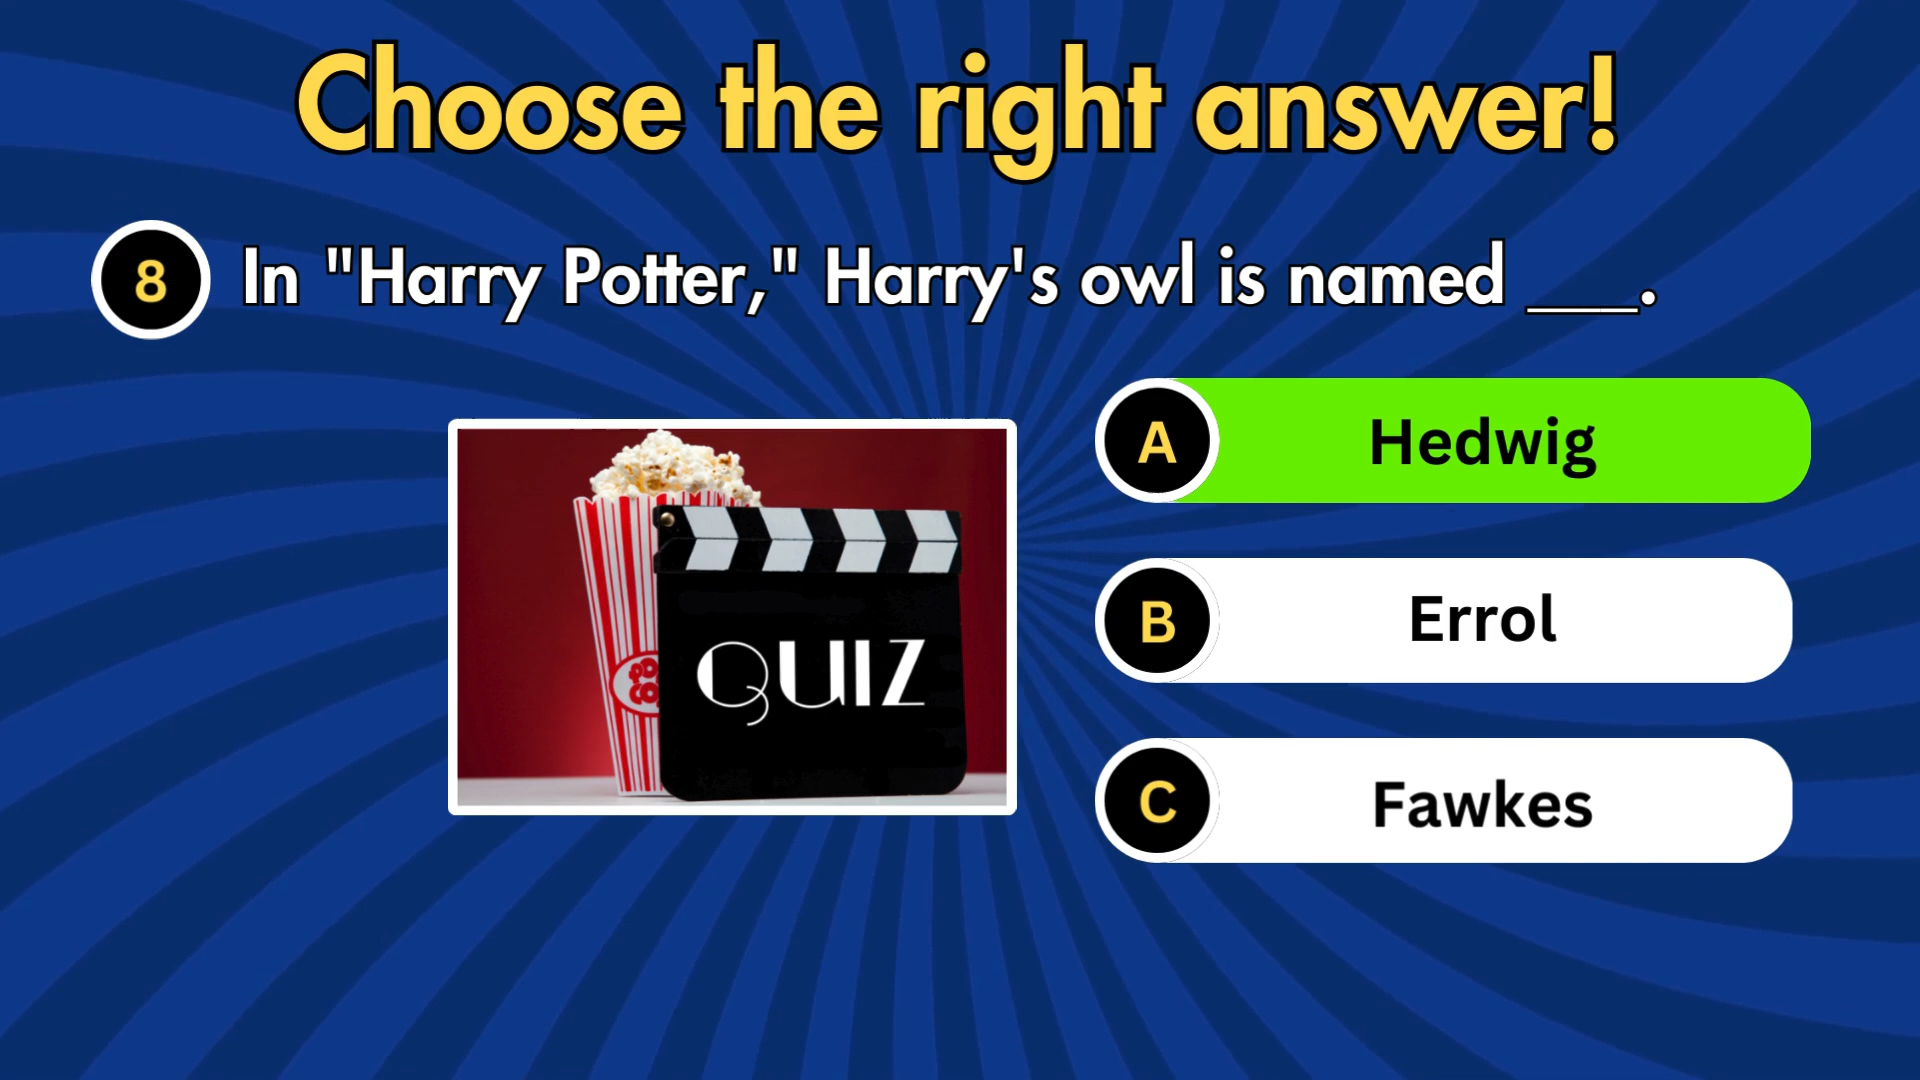 Choose the right answer!
8 In "Harry Potter," Harry's owl is named ___.
A Hedwig
QUIZ
B Errol
C Fawkes